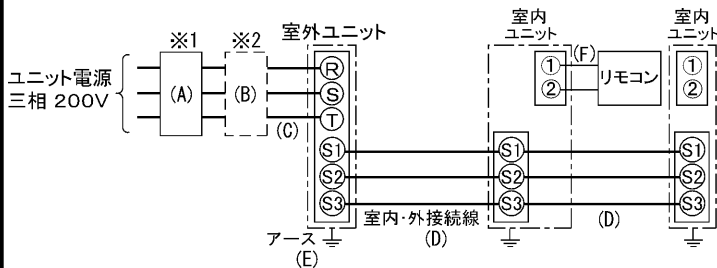 ※1
※2
室外ユニット
室内
ユニット
室内
ユニット
ユニット電源
三相 200V
(A)
(B)
(C)
R
S
T
①
②
(F)
リモコン
①
②
S1
S2
S3
S1
S2
S3
S1
S2
S3
室内・外接続線
(D)
(D)
アース
(E)